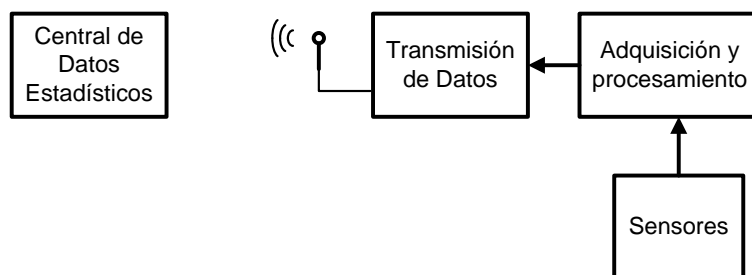 Central de
Datos
Estadísticos
Transmisión
de Datos
Adquisición y
procesamiento
Sensores